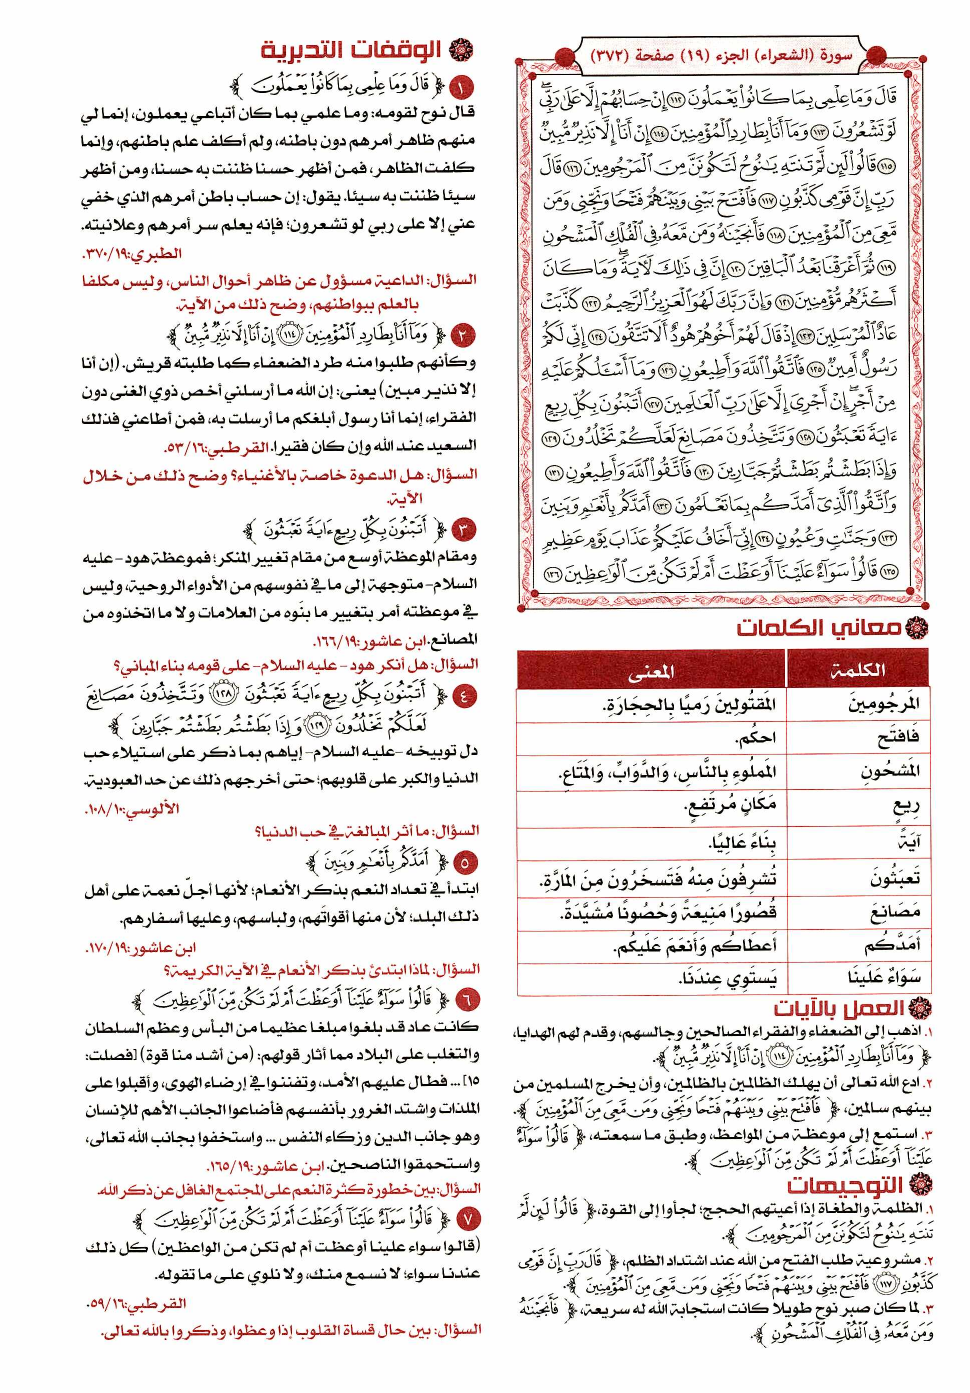 سورة (الشعراء) الجزء (١٩) صفحة (٣٧٢)
قَالَ وَمَا عِلْمِى بِمَا كَانُوا۟ يَعْمَلُونَ ١١٢ إِنْ حِسَابُهُمْ إِلَّا عَلَىٰ رَبِّى
لَوْ تَشْعُرُونَ ١١٣ وَمَآ أَنَا۠ بِطَارِدِ ٱلْمُؤْمِنِينَ ١١٤ إِنْ أَنَا۠ إِلَّا نَذِيرٌ مُّبِينٌ
١١٥ قَالُوا۟ لَئِن لَّمْ تَنتَهِ يَٰنُوحُ لَتَكُونَنَّ مِنَ ٱلْمَرْجُومِينَ ١١٦ قَالَ
رَبِّ إِنَّ قَوْمِى كَذَّبُونِ ١١٧ فَٱفْتَحْ بَيْنِى وَبَيْنَهُمْ فَتْحًا وَنَجِّنِى وَمَن
مَّعِىَ مِنَ ٱلْمُؤْمِنِينَ ١١٨ فَأَنجَيْنَٰهُ وَمَن مَّعَهُۥ فِى ٱلْفُلْكِ ٱلْمَشْحُونِ
١١٩ ثُمَّ أَغْرَقْنَا بَعْدُ ٱلْبَاقِينَ ١٢٠ إِنَّ فِى ذَٰلِكَ لَءَايَةً وَمَا كَانَ
أَكْثَرُهُم مُّؤْمِنِينَ ١٢١ وَإِنَّ رَبَّكَ لَهُوَ ٱلْعَزِيزُ ٱلرَّحِيمُ ١٢٢ كَذَّبَتْ
عَادٌ ٱلْمُرْسَلِينَ ١٢٣ إِذْ قَالَ لَهُمْ أَخُوهُمْ هُودٌ أَلَا تَتَّقُونَ ١٢٤ إِنِّى لَكُمْ
رَسُولٌ أَمِينٌ ١٢٥ فَٱتَّقُوا۟ ٱللَّهَ وَأَطِيعُونِ ١٢٦ وَمَآ أَسْـَٔلُكُمْ عَلَيْهِ
مِنْ أَجْرٍ إِنْ أَجْرِىَ إِلَّا عَلَىٰ رَبِّ ٱلْعَٰلَمِينَ ١٢٧ أَتَبْنُونَ بِكُلِّ رِيعٍ
ءَايَةً تَعْبَثُونَ ١٢٨ وَتَتَّخِذُونَ مَصَانِعَ لَعَلَّكُمْ تَخْلُدُونَ ١٢٩
وَإِذَا بَطَشْتُم بَطَشْتُمْ جَبَّارِينَ ١٣٠ فَٱتَّقُوا۟ ٱللَّهَ وَأَطِيعُونِ ١٣١
وَٱتَّقُوا۟ ٱلَّذِىٓ أَمَدَّكُم بِمَا تَعْلَمُونَ ١٣٢ أَمَدَّكُم بِأَنْعَٰمٍ وَبَنِينَ
١٣٣ وَجَنَّٰتٍ وَعُيُونٍ ١٣٤ إِنِّىٓ أَخَافُ عَلَيْكُمْ عَذَابَ يَوْمٍ عَظِيمٍ
١٣٥ قَالُوا۟ سَوَآءٌ عَلَيْنَآ أَوَعَظْتَ أَمْ لَمْ تَكُن مِّنَ ٱلْوَٰعِظِينَ ١٣٦
معاني الكلمات
الكلمة المعنى
المَرجُومِينَ المَقتُولِينَ رَميًا بِالحِجَارَةِ.
فَافتَح احكُم.
المَشحُونِ المَملُوءِ بِالنَّاسِ، وَالدَّوَابِّ، وَالمَتَاعِ.
رِيعٍ مَكَانٍ مُرتَفِعٍ.
آيَةً بِنَاءً عَالِيًا.
تَعبَثُونَ تُشرِفُونَ مِنهُ فَتَسخَرُونَ مِنَ المَارَّةِ.
مَصَانِعَ قُصُورًا مَنِيعَةً وَحُصُونًا مُشَيَّدَةً.
أَمَدَّكُم أَعطَاكُم وَأَنعَمَ عَلَيكُم.
سَوَاءٌ عَلَينَا يَستَوِي عِندَنَا.
العمل بالآيات
١. اذهب إلى الضعفاء والفقراء الصالحين وجالسهم، وقدم لهم الهدايا،
﴿ وَمَآ أَنَا۠ بِطَارِدِ ٱلْمُؤْمِنِينَ ١١٤ إِنْ أَنَا۠ إِلَّا نَذِيرٌ مُّبِينٌ ﴾.
٢. ادع الله تعالى أن يهلك الظالمين بالظالمين، وأن يخرج المسلمين من
بينهم سالمين، ﴿ فَٱفْتَحْ بَيْنِى وَبَيْنَهُمْ فَتْحًا وَنَجِّنِى وَمَن مَّعِىَ مِنَ ٱلْمُؤْمِنِينَ ﴾.
٣. استمع إلى موعظة من المواعظ، وطبق ما سمعته، ﴿ قَالُوا۟ سَوَآءٌ
عَلَيْنَآ أَوَعَظْتَ أَمْ لَمْ تَكُن مِّنَ ٱلْوَٰعِظِينَ ﴾.
التوجيهات
١. الظلمة والطغاة إذا أعيتهم الحجج؛ لجأوا إلى القوة، ﴿ قَالُوا۟ لَئِن لَّمْ
تَنتَهِ يَٰنُوحُ لَتَكُونَنَّ مِنَ ٱلْمَرْجُومِينَ ﴾.
٢. مشروعية طلب الفتح من الله عند اشتداد الظلم، ﴿ قَالَ رَبِّ إِنَّ قَوْمِى
كَذَّبُونِ ١١٧ فَٱفْتَحْ بَيْنِى وَبَيْنَهُمْ فَتْحًا وَنَجِّنِى وَمَن مَّعِىَ مِنَ ٱلْمُؤْمِنِينَ ﴾.
٣. لما كان صبر نوح طويلا كانت استجابة الله له سريعة، ﴿ فَأَنجَيْنَٰهُ
وَمَن مَّعَهُۥ فِى ٱلْفُلْكِ ٱلْمَشْحُونِ ﴾.
الوقفات التدبرية
١ ﴿ قَالَ وَمَا عِلْمِى بِمَا كَانُوا۟ يَعْمَلُونَ ﴾
قال نوح لقومه: وما علمي بما كان أتباعي يعملون، إنما لي
منهم ظاهر أمرهم دون باطنه، ولم أكلف علم باطنهم، وإنما
كلفت الظاهر، فمن أظهر حسنا ظننت به حسنا، ومن أظهر
سيئا ظننت به سيئا. يقول: إن حساب باطن أمرهم الذي خفي
عني إلا على ربي لو تشعرون؛ فإنه يعلم سر أمرهم وعلانيته.
الطبري:٣٧٠/١٩.
السؤال: الداعية مسؤول عن ظاهر أحوال الناس، وليس مكلفا
بالعلم ببواطنهم، وضح ذلك من الآية.
٢ ﴿ وَمَآ أَنَا۠ بِطَارِدِ ٱلْمُؤْمِنِينَ ١١٤ إِنْ أَنَا۠ إِلَّا نَذِيرٌ مُّبِينٌ ﴾
وكأنهم طلبوا منه طرد الضعفاء كما طلبته قريش. (إن أنا
إلا نذير مبين) يعنى: إن الله ما أرسلني أخص ذوي الغنى دون
الفقراء، إنما أنا رسول أبلغكم ما أرسلت به، فمن أطاعني فذلك
السعيد عند الله وإن كان فقيرا. القرطبي:٥٣/١٦.
السؤال: هل الدعوة خاصة بالأغنياء؟ وضح ذلك من خلال
الآية.
٣ ﴿ أَتَبْنُونَ بِكُلِّ رِيعٍ ءَايَةً تَعْبَثُونَ ﴾
ومقام الموعظة أوسع من مقام تغيير المنكر؛ فموعظة هود -عليه
السلام- متوجهة إلى ما في نفوسهم من الأدواء الروحية، وليس
في موعظته أمر بتغيير ما بنوه من العلامات ولا ما اتخذوه من
المصانع. ابن عاشور:١٦٦/١٩.
السؤال: هل أنكر هود - عليه السلام- على قومه بناء المباني؟
٤ ﴿ أَتَبْنُونَ بِكُلِّ رِيعٍ ءَايَةً تَعْبَثُونَ ١٢٨ وَتَتَّخِذُونَ مَصَانِعَ
لَعَلَّكُمْ تَخْلُدُونَ ١٢٩ وَإِذَا بَطَشْتُم بَطَشْتُمْ جَبَّارِينَ ﴾
دل توبيخه -عليه السلام- إياهم بما ذكر على استيلاء حب
الدنيا والكبر على قلوبهم؛ حتى أخرجهم ذلك عن حد العبودية.
الألوسي:١٠٨/١٠.
السؤال: ما أثر المبالغة في حب الدنيا؟
٥ ﴿ أَمَدَّكُم بِأَنْعَٰمٍ وَبَنِينَ ﴾
ابتدأ في تعداد النعم بذكر الأنعام؛ لأنها أجلّ نعمة على أهل
ذلك البلد؛ لأن منها أقواتَهم، ولباسهم، وعليها أسفارهم.
ابن عاشور:١٧٠/١٩.
السؤال: لماذا ابتدئ بذكر الأنعام في الآية الكريمة؟
٦ ﴿ قَالُوا۟ سَوَآءٌ عَلَيْنَآ أَوَعَظْتَ أَمْ لَمْ تَكُن مِّنَ ٱلْوَٰعِظِينَ ﴾
كانت عاد قد بلغوا مبلغا عظيما من البأس وعظم السلطان
والتغلب على البلاد مما أثار قولهم: (من أشد منا قوة) [فصلت:
١٥] ... فطال عليهم الأمد، وتفننوا في إرضاء الهوى، وأقبلوا على
الملذات واشتد الغرور بأنفسهم فأضاعوا الجانب الأهم للإنسان
وهو جانب الدين وزكاء النفس ... واستخفوا بجانب الله تعالى،
واستحمقوا الناصحين. ابن عاشور:١٦٥/١٩.
السؤال: بين خطورة كثرة النعم على المجتمع الغافل عن ذكر الله.
٧ ﴿ قَالُوا۟ سَوَآءٌ عَلَيْنَآ أَوَعَظْتَ أَمْ لَمْ تَكُن مِّنَ ٱلْوَٰعِظِينَ ﴾
(قالوا سواء علينا أوعظت أم لم تكن من الواعظين) كل ذلك
عندنا سواء؛ لا نسمع منك، ولا نلوي على ما تقوله.
القرطبي:٥٩/١٦.
السؤال: بين حال قساة القلوب إذا وعظوا، وذكروا بالله تعالى.